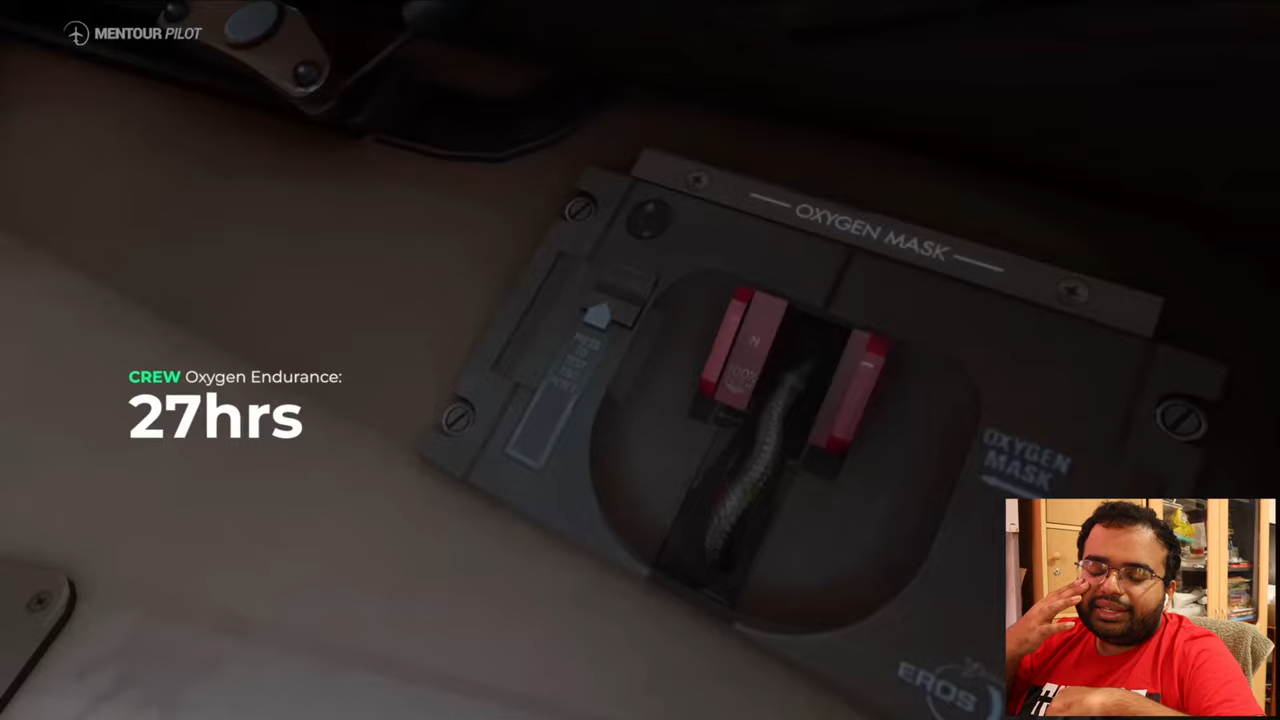 MENTOUR PILOT
OXYGEN MASK
CREW Oxygen Endurance:
27hrs
N
100%
OXYGEN
MASK
EROS